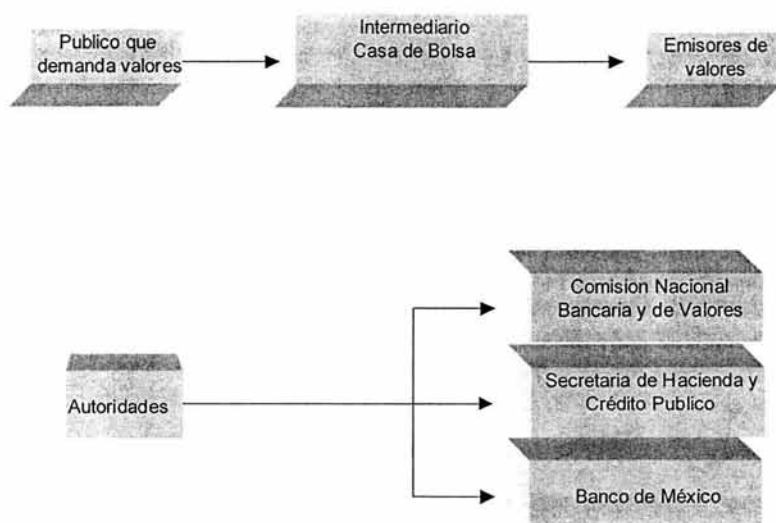 Publico que
demanda valores
Intermediario
Casa de Bolsa
Emisores de
valores
Comision Nacional
Bancaria y de Valores
Autoridades
Secretaria de Hacienda y
Crédito Publico
Banco de México